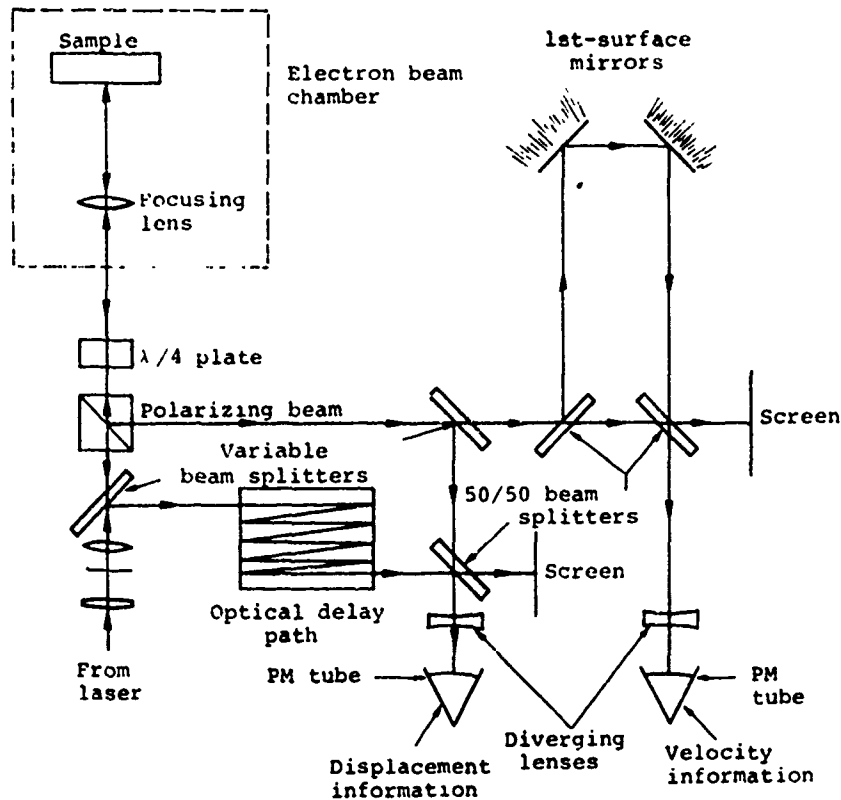 Sample
Electron beam
chamber
1st-surface
mirrors
Focusing
lens
λ/4 plate
Polarizing beam
Screen
Variable
beam splitters
50/50 beam
splitters
Screen
Optical delay
path
From
laser
PM tube
PM
tube
Diverging
lenses
Displacement
information
Velocity
information